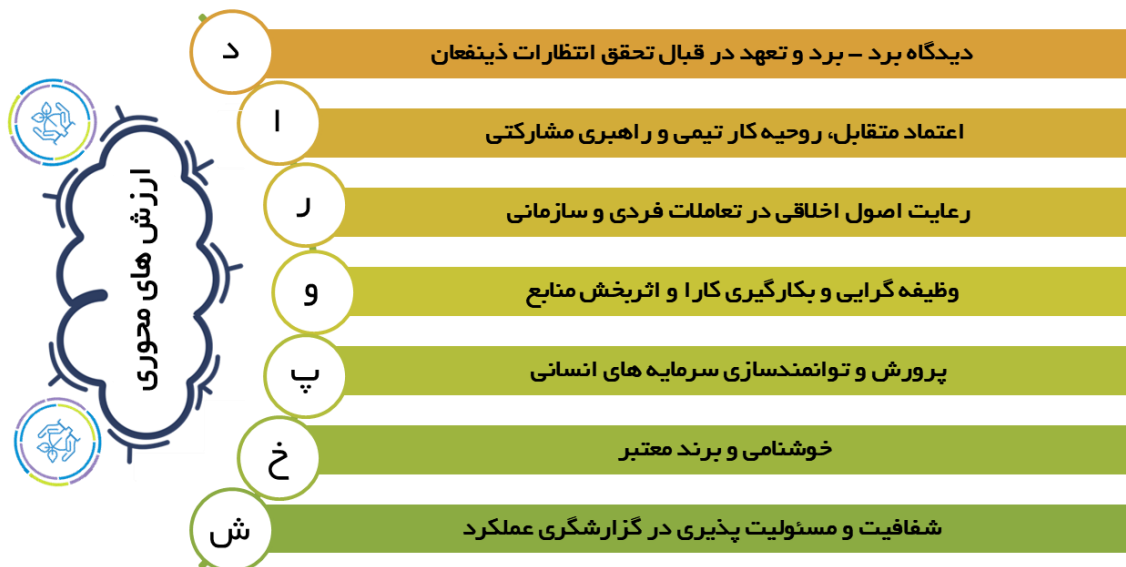 ارزش های محوری
د
دیدگاه برد – برد و تعهد در قبال تحقق انتظارات ذینفعان
ا
اعتماد متقابل، روحیه کار تیمی و راهبری مشارکتی
ر
رعایت اصول اخلاقی در تعاملات فردی و سازمانی
و
وظیفه گرایی و بکارگیری کارا و اثربخش منابع
پ
پرورش و توانمندسازی سرمایه های انسانی
خ
خوشنامی و برند معتبر
ش
شفافیت و مسئولیت پذیری در گزارشگری عملکرد